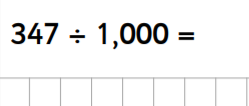 347 ÷ 1,000 =